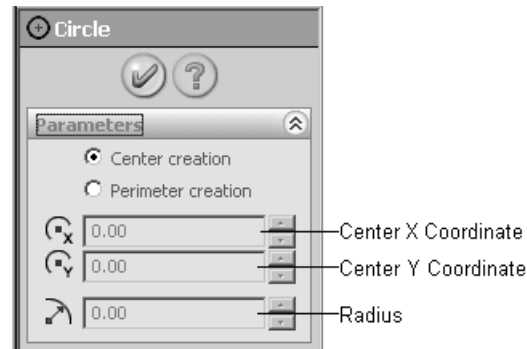 Circle
?
Parameters
Center creation
Perimeter creation
X 0.00 Center X Coordinate
Y 0.00 Center Y Coordinate
0.00 Radius